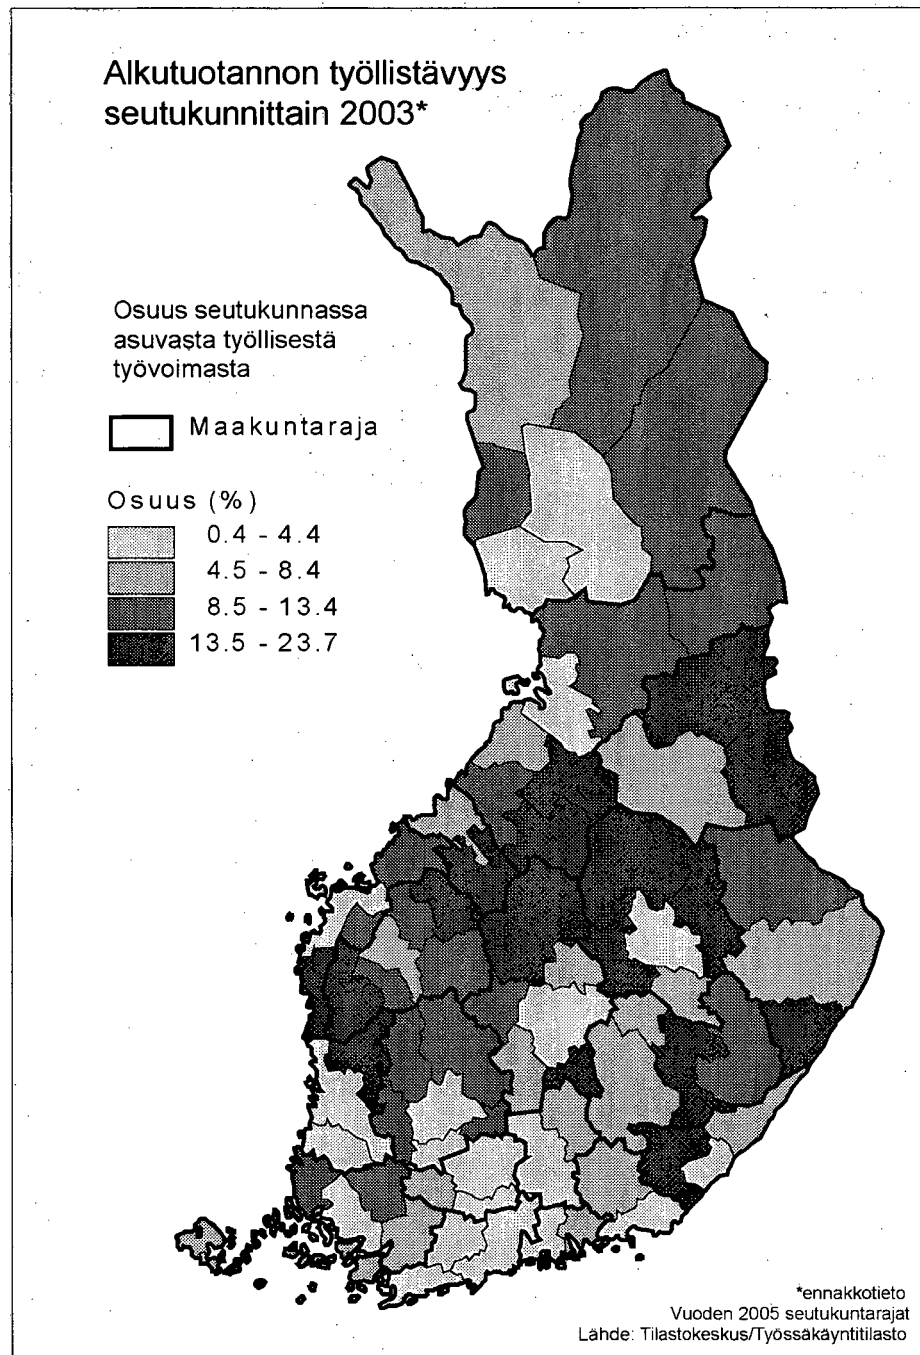 Alkutuotannon työllistävyys
seutukunnittain 2003*
Osuus seutukunnassa
asuvasta työllisestä
työvoimasta
Maakuntaraja
Osuus (%)
0.4 - 4.4
4.5 - 8.4
8.5 - 13.4
13.5 - 23.7
*ennakkotieto
Vuoden 2005 seutukuntarajat
Lähde: Tilastokeskus/Työssäkäyntitilasto